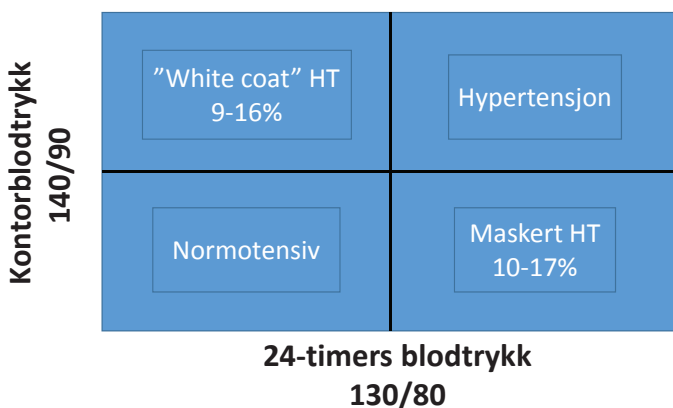 Kontorblodtrykk
140/90
”White coat” HT
9-16%
Hypertensjon
Normotensiv
Maskert HT
10-17%
24-timers blodtrykk
130/80